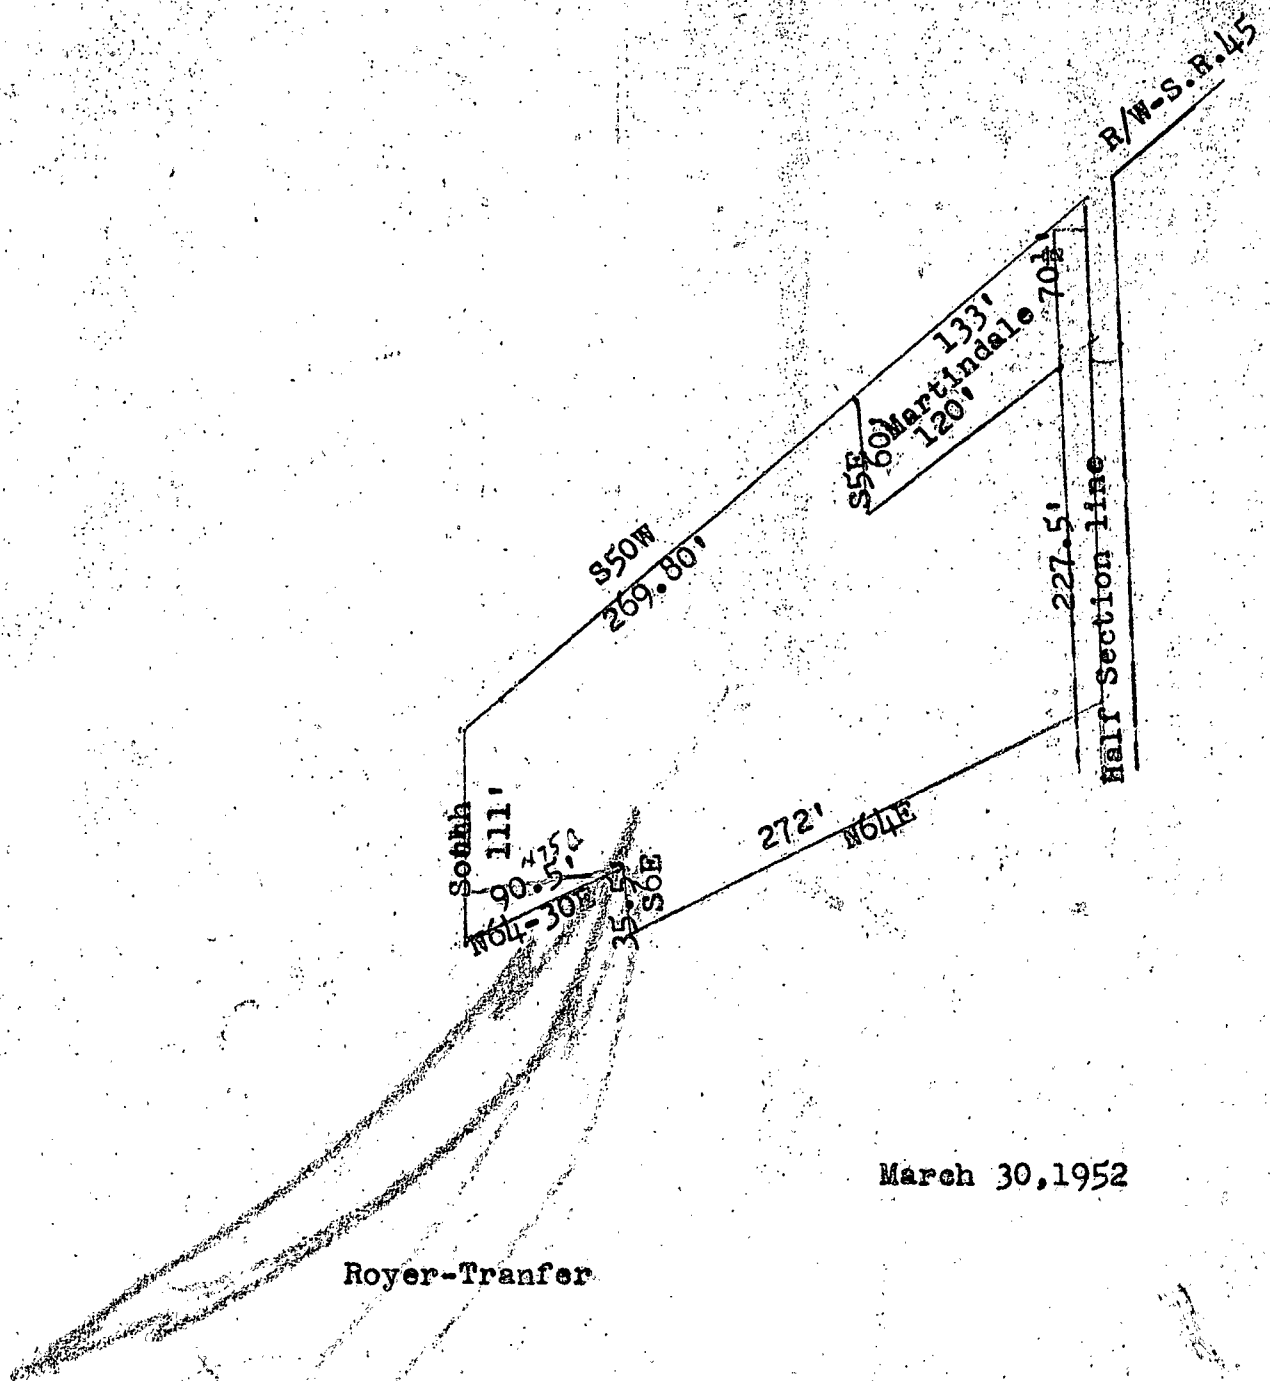 R/W-S.R.45
70½'
133'
Martindale
120'
S5E
60'
S50W
269.80'
227.5'
Half Section line
Sotuhh
111'
90.5'
N64-30E
35.5'
S6E
272'
N64E
March 30,1952
Royer-Tranfer